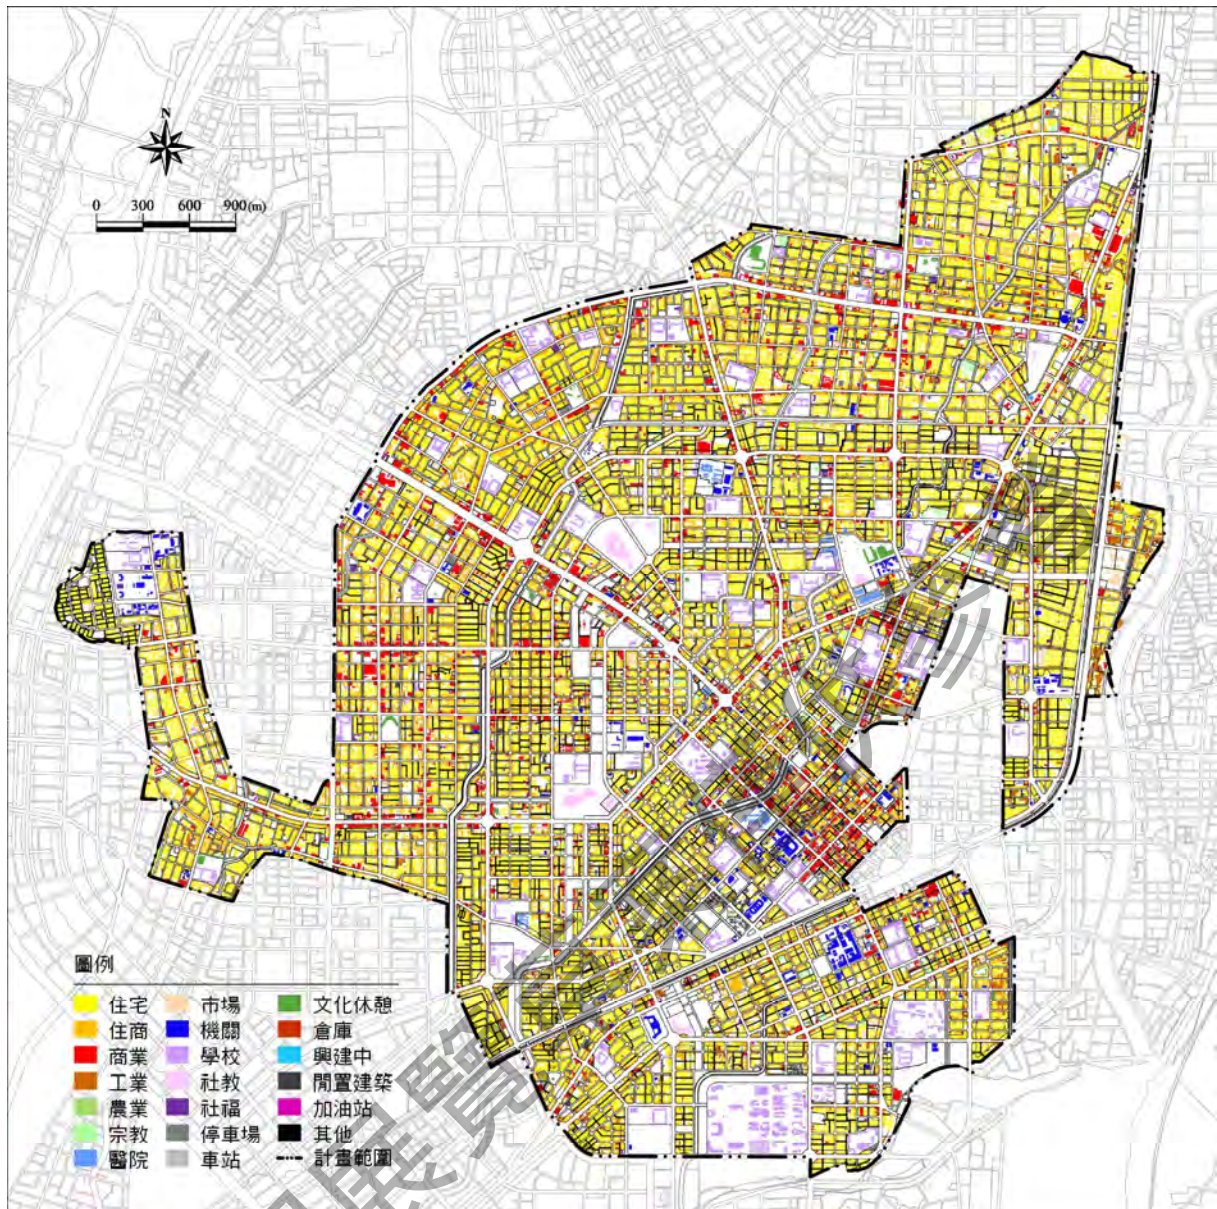 N
0 300 600 900(m)
圖例
住宅 市場 文化休憩
住商 機關 倉庫
商業 學校 興建中
工業 社教 閒置建築
農業 社福 加油站
宗教 停車場 其他
醫院 車站 計畫範圍
展覽